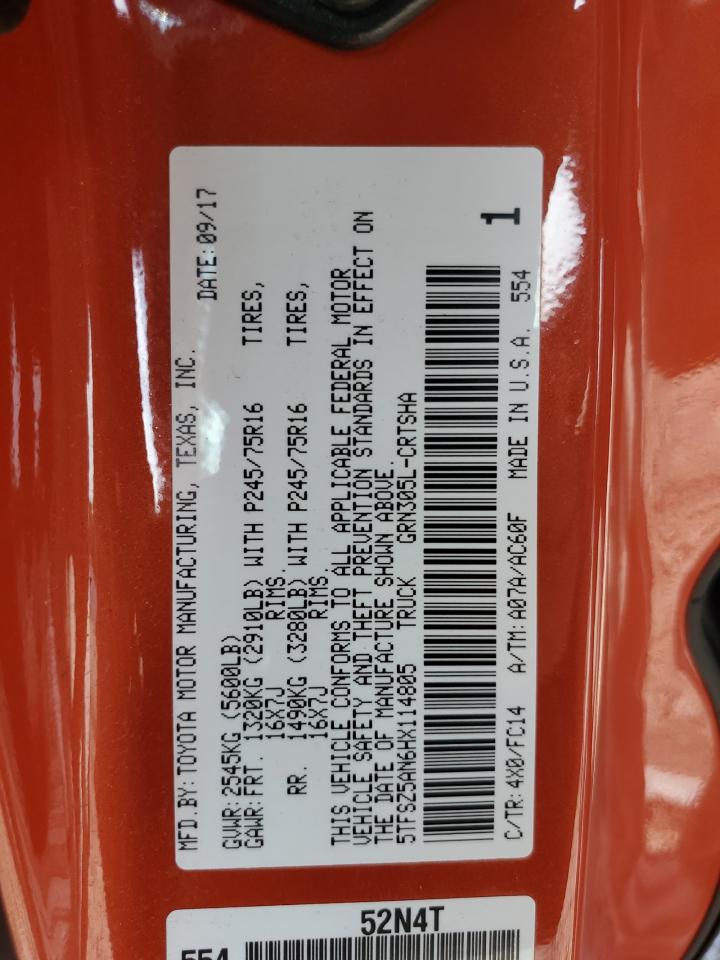 MFD.BY:TOYOTA MOTOR MANUFACTURING, TEXAS, INC.
DATE:09/17
GVWR:2545KG (5600LB)
GAWR:FRT. 1320KG (2910LB) WITH P245/75R16 TIRES,
16X7J RIMS.
RR. 1490KG (3280LB) WITH P245/75R16 TIRES,
16X7J RIMS
THIS VEHICLE CONFORMS TO ALL APPLICABLE FEDERAL MOTOR
VEHICLE SAFETY AND THEFT PREVENTION STANDARDS IN EFFECT ON
THE DATE OF MANUFACTURE SHOWN ABOVE.
5TFSZ5AN6HX114805 TRUCK GRN305L-CRTSHA
1
C/TR:4X0/FC14 A/TM:A07A/AC60F MADE IN U.S.A. 554
52N4T
554